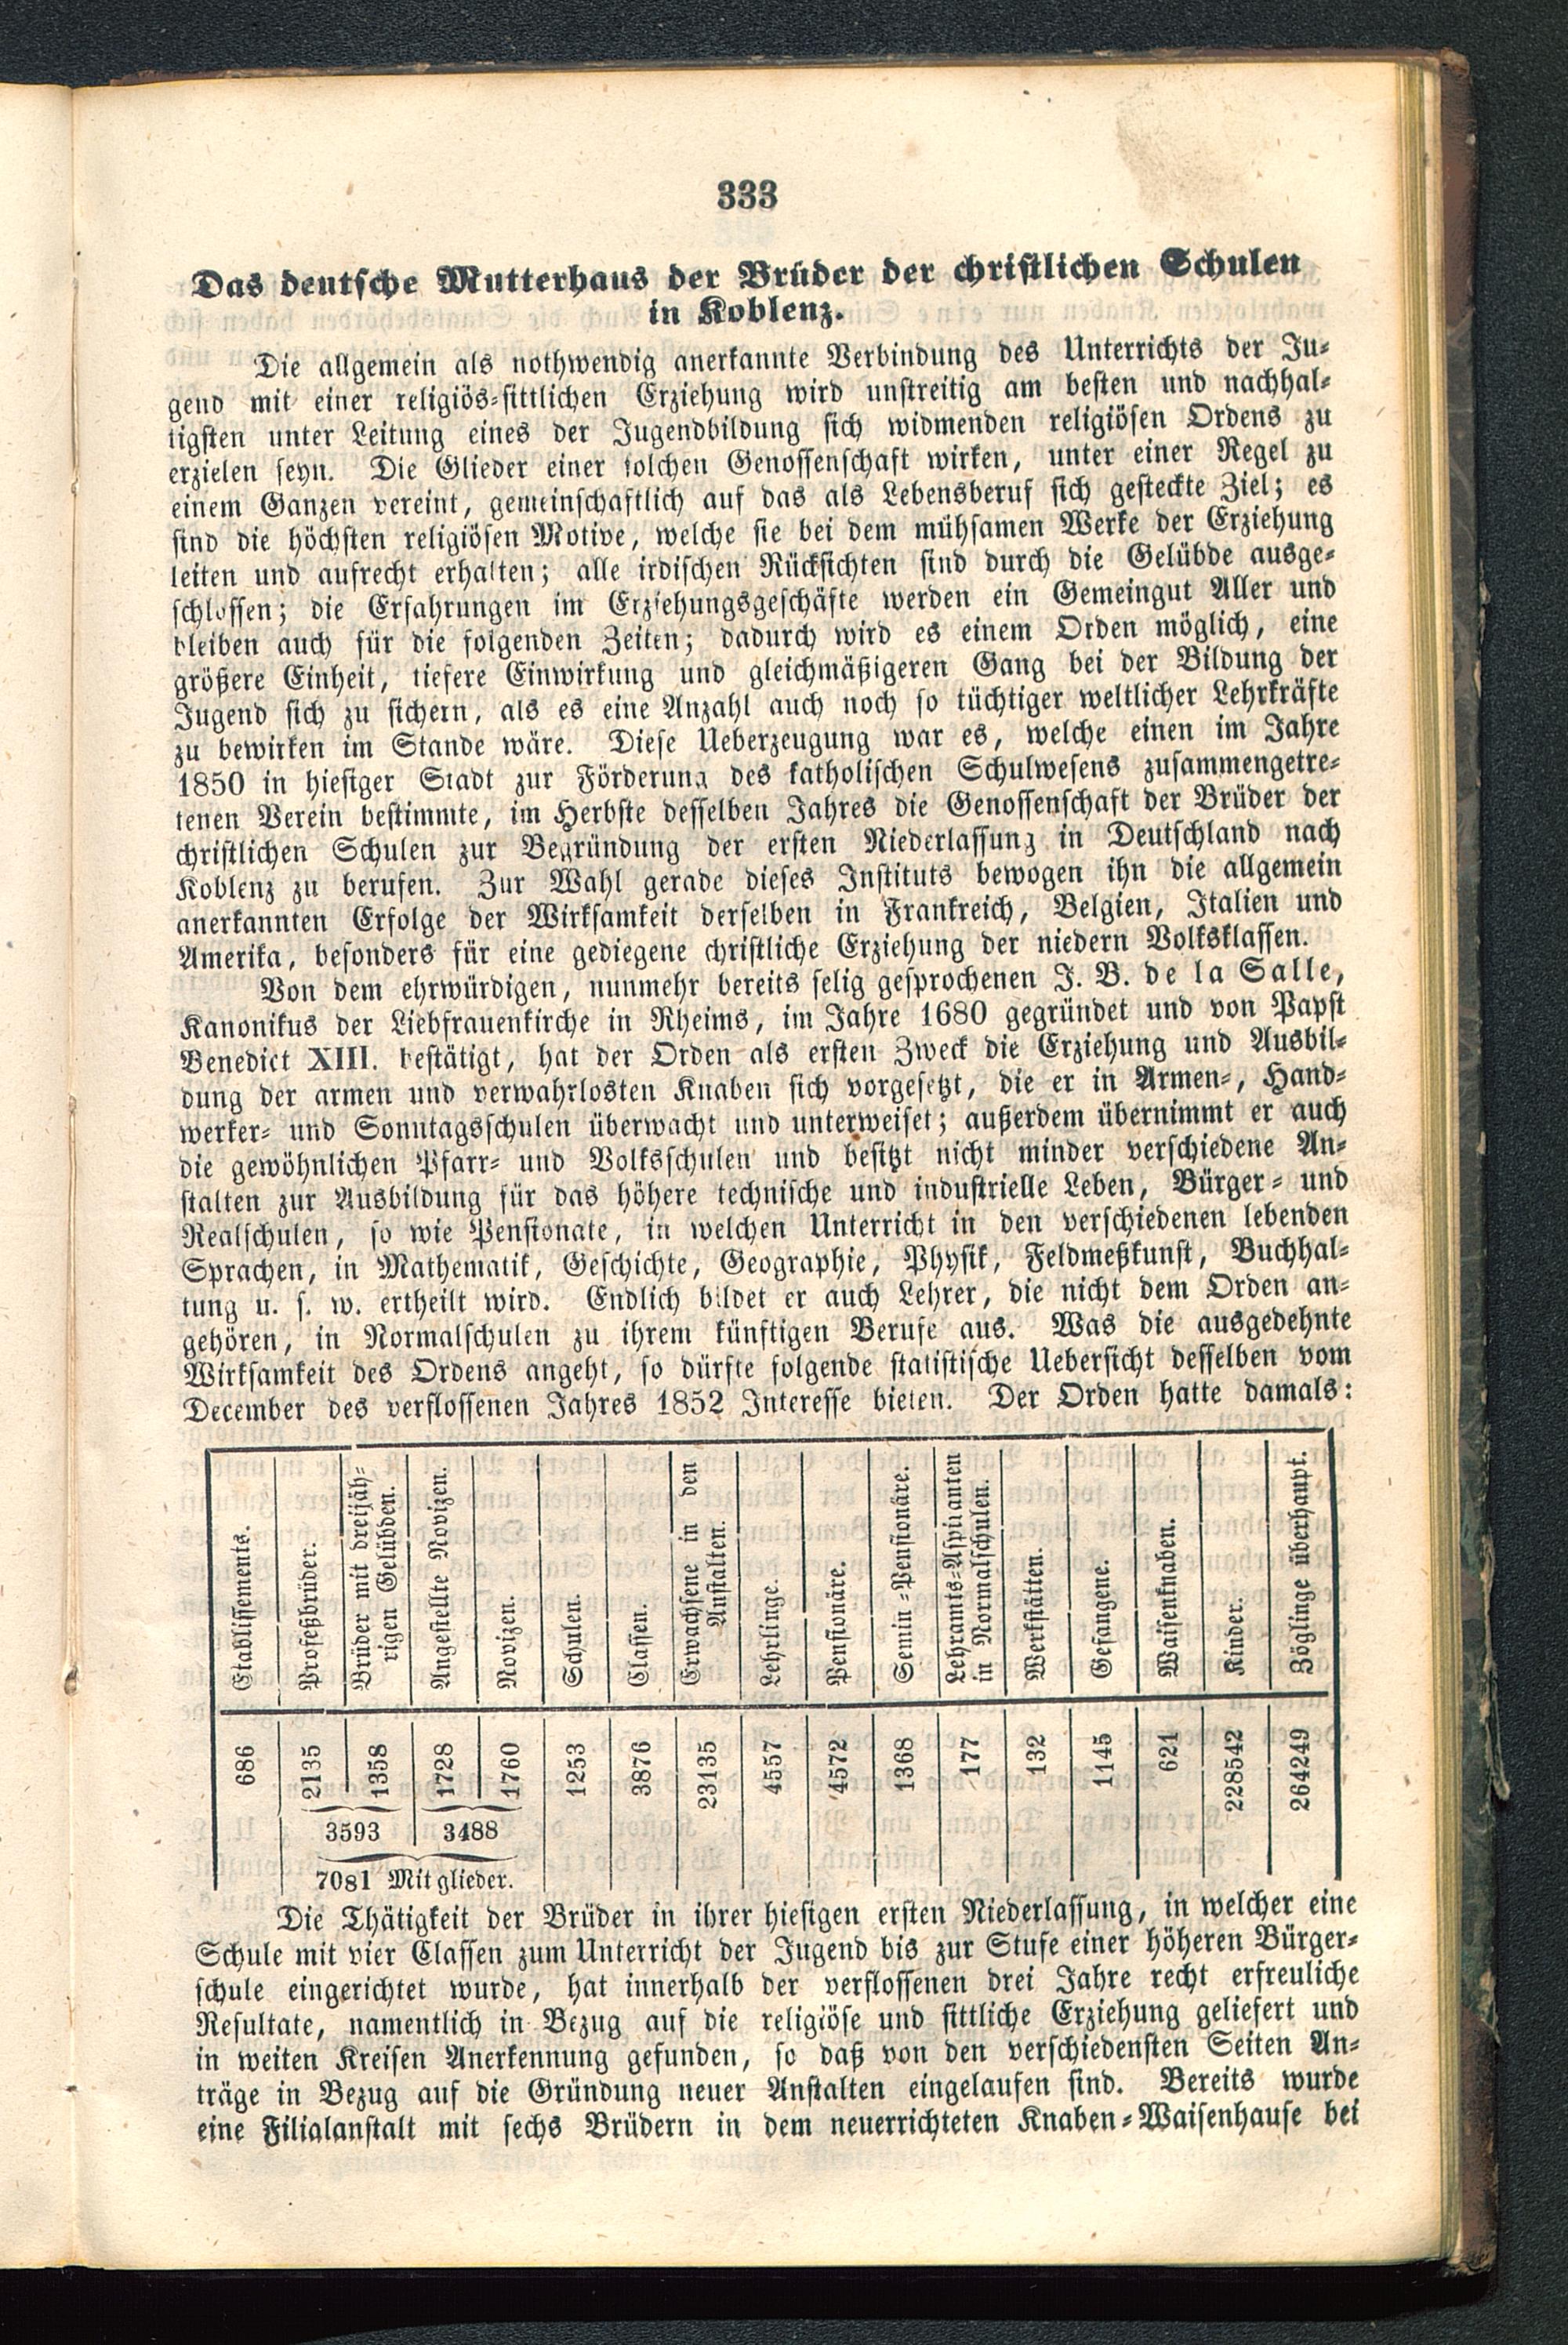 333
Das deutsche Mutterhaus der Brüder der christlichen Schulen
in Koblenz.
Die allgemein als nothwendig anerkannte Verbindung des Unterrichts der Ju-
gend mit einer religiös-sittlichen Erziehung wird unstreitig am besten und nachhal-
tigsten unter Leitung eines der Jugendbildung sich widmenden religiösen Ordens zu
erzielen seyn. Die Glieder einer solchen Genossenschaft wirken, unter einer Regel zu
einem Ganzen vereint, gemeinschaftlich auf das als Lebensberuf sich gesteckte Ziel; es
sind die höchsten religiösen Motive, welche sie bei dem mühsamen Werke der Erziehung
leiten und aufrecht erhalten; alle irdischen Rücksichten sind durch die Gelübde ausge-
schlossen; die Erfahrungen im Erziehungsgeschäfte werden ein Gemeingut Aller und
bleiben auch für die folgenden Zeiten; dadurch wird es einem Orden möglich, eine
größere Einheit, tiefere Einwirkung und gleichmäßigeren Gang bei der Bildung der
Jugend sich zu sichern, als es eine Anzahl auch noch so tüchtiger weltlicher Lehrkräfte
zu bewirken im Stande wäre. Diese Ueberzeugung war es, welche einen im Jahre
1850 in hiesiger Stadt zur Förderung des katholischen Schulwesens zusammengetre-
tenen Verein bestimmte, im Herbste desselben Jahres die Genossenschaft der Brüder der
christlichen Schulen zur Begründung der ersten Niederlassung in Deutschland nach
Koblenz zu berufen. Zur Wahl gerade dieses Instituts bewogen ihn die allgemein
anerkannten Erfolge der Wirksamkeit derselben in Frankreich, Belgien, Italien und
Amerika, besonders für eine gediegene christliche Erziehung der niedern Volksklassen.
Von dem ehrwürdigen, nunmehr bereits selig gesprochenen J. B. de la Salle,
Kanonikus der Liebfrauenkirche in Rheims, im Jahre 1680 gegründet und von Papst
Benedict XIII. bestätigt, hat der Orden als ersten Zweck die Erziehung und Ausbil-
dung der armen und verwahrlosten Knaben sich vorgesetzt, die er in Armen-, Hand-
werker- und Sonntagsschulen überwacht und unterweiset; außerdem übernimmt er auch
die gewöhnlichen Pfarr- und Volksschulen und besitzt nicht minder verschiedene An-
stalten zur Ausbildung für das höhere technische und industrielle Leben, Bürger- und
Realschulen, so wie Pensionate, in welchen Unterricht in den verschiedenen lebenden
Sprachen, in Mathematik, Geschichte, Geographie, Physik, Feldmeßkunst, Buchhal-
tung u. s. w. ertheilt wird. Endlich bildet er auch Lehrer, die nicht dem Orden an-
gehören, in Normalschulen zu ihrem künftigen Berufe aus. Was die ausgedehnte
Wirksamkeit des Ordens angeht, so dürfte folgende statistische Uebersicht desselben vom
December des verflossenen Jahres 1852 Interesse bieten. Der Orden hatte damals:
Etablissements.
Profeßbrüder.
Brüder mit dreijäh-
rigen Gelübden.
Angestellte Novizen.
Novizen.
Schulen.
Classen.
Erwachsene in den
Anstalten.
Lehrlinge.
Pensionäre.
Semin-Pensionäre.
Lehramts-Aspiranten
in Normalschulen.
Werkstätten.
Gefangene.
Waisenknaben.
Kinder.
Zöglinge überhaupt.
686
2135
1358
1728
1760
1253
3876
23135
4557
4572
1368
177
132
1145
621
228542
264249
3593
3488
7081 Mitglieder.
Die Thätigkeit der Brüder in ihrer hiesigen ersten Niederlassung, in welcher eine
Schule mit vier Classen zum Unterricht der Jugend bis zur Stufe einer höheren Bürger-
schule eingerichtet wurde, hat innerhalb der verflossenen drei Jahre recht erfreuliche
Resultate, namentlich in Bezug auf die religiöse und sittliche Erziehung geliefert und
in weiten Kreisen Anerkennung gefunden, so daß von den verschiedensten Seiten An-
träge in Bezug auf die Gründung neuer Anstalten eingelaufen sind. Bereits wurde
eine Filialanstalt mit sechs Brüdern in dem neuerrichteten Knaben-Waisenhause bei